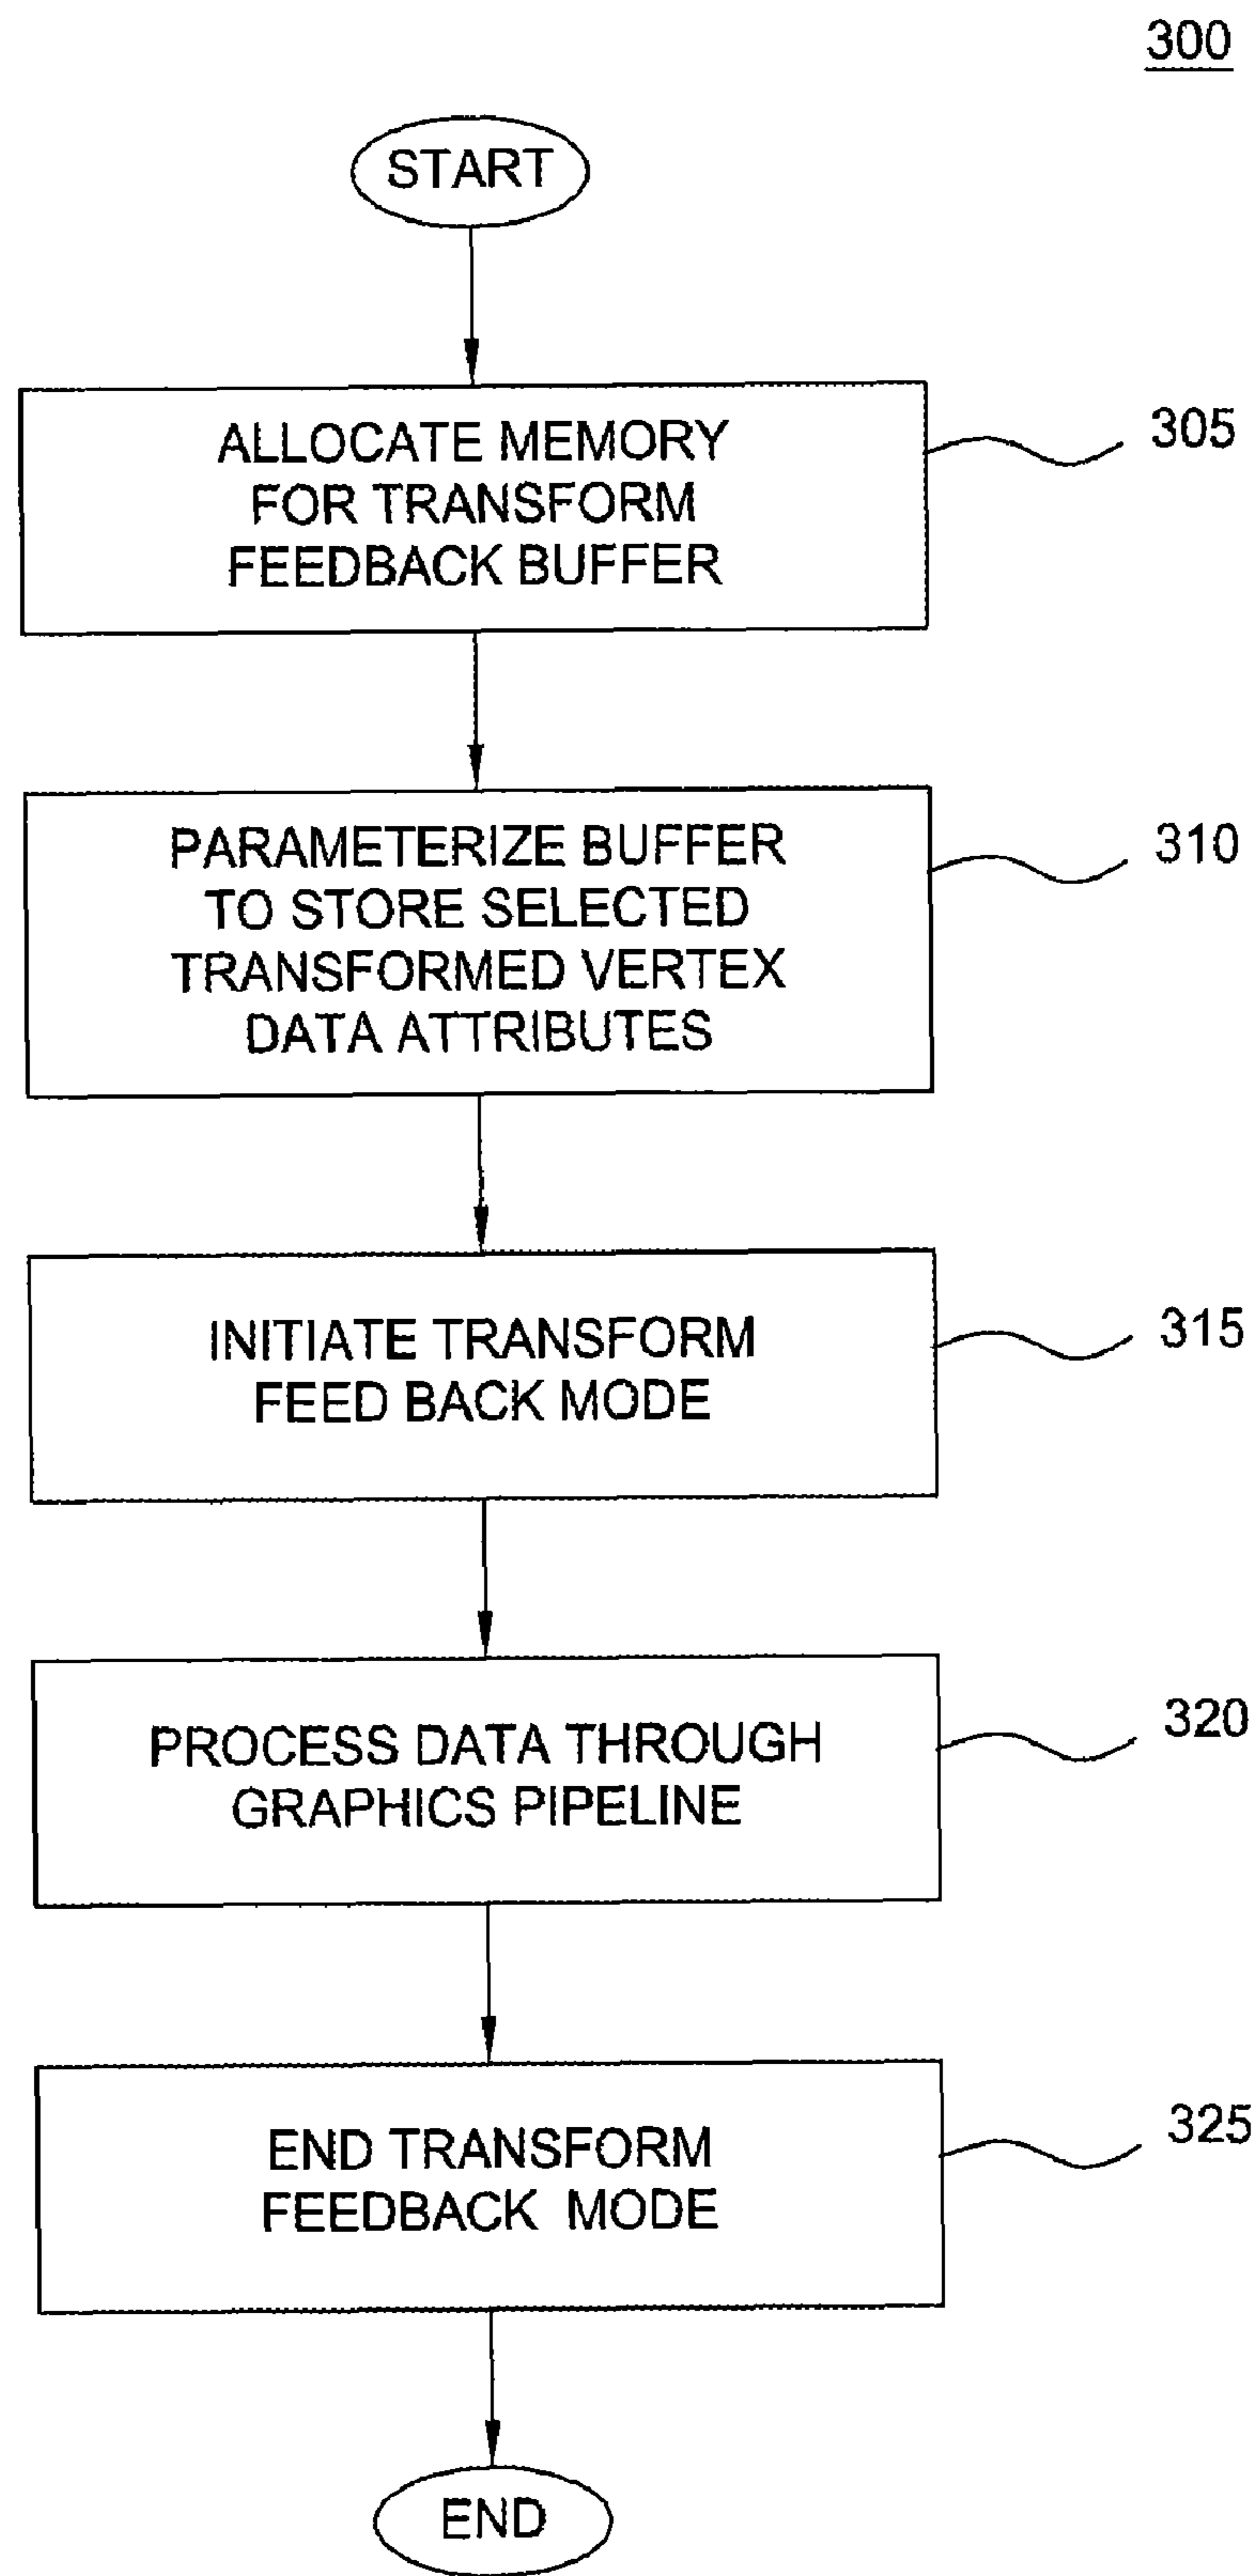 300
START
ALLOCATE MEMORY
FOR TRANSFORM
FEEDBACK BUFFER
305
PARAMETERIZE BUFFER
TO STORE SELECTED
TRANSFORMED VERTEX
DATA ATTRIBUTES
310
INITIATE TRANSFORM
FEED BACK MODE
315
PROCESS DATA THROUGH
GRAPHICS PIPELINE
320
END TRANSFORM
FEEDBACK MODE
325
END